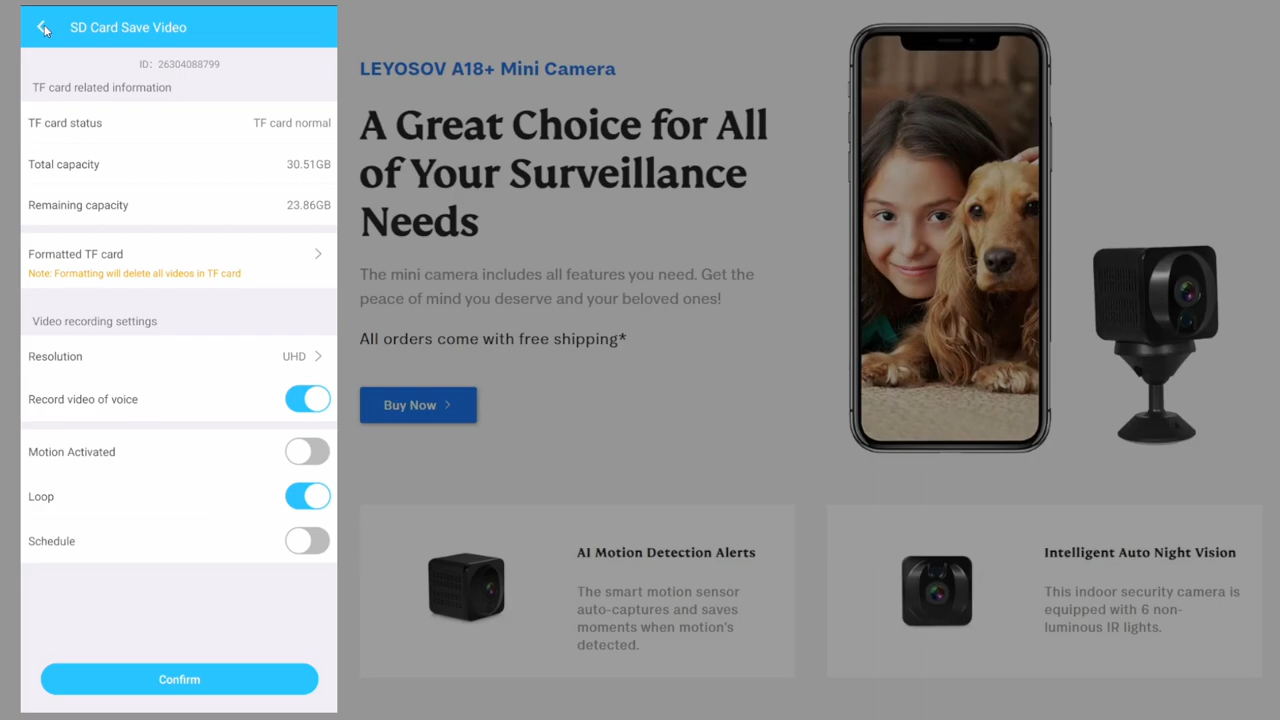 SD Card Save Video
ID: 26304088799
TF card related information
TF card status TF card normal
Total capacity 30.51GB
Remaining capacity 23.86GB
Formatted TF card
Note: Formatting will delete all videos in TF card
Video recording settings
Resolution UHD
Record video of voice
Motion Activated
Loop
Schedule
Confirm
LEYOSOV A18+ Mini Camera
A Great Choice for All
of Your Surveillance
Needs
The mini camera includes all features you need. Get the
peace of mind you deserve and your beloved ones!
All orders come with free shipping*
Buy Now
AI Motion Detection Alerts
The smart motion sensor
auto-captures and saves
moments when motion's
detected.
Intelligent Auto Night Vision
This indoor security camera is
equipped with 6 non-
luminous IR lights.